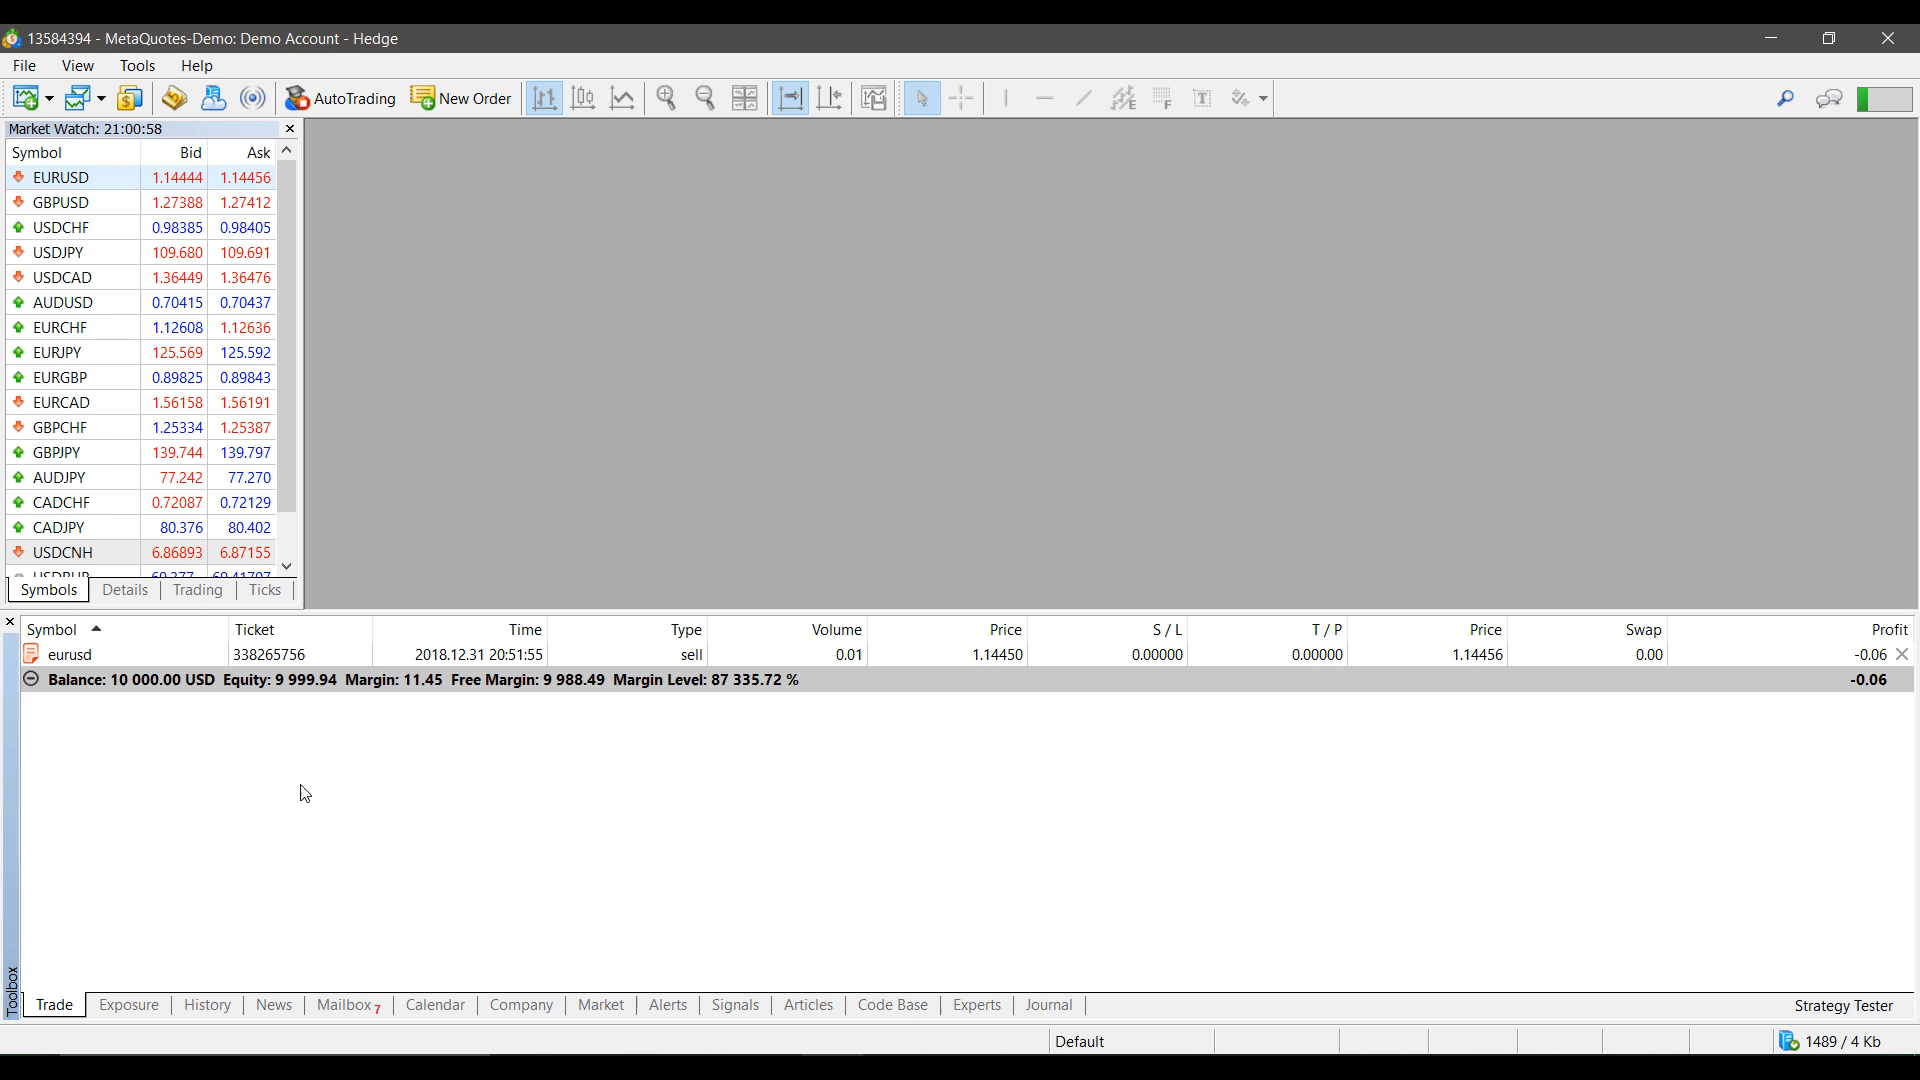 13584394 - MetaQuotes-Demo: Demo Account - Hedge
File View Tools Help
AutoTrading New Order
Market Watch: 21:00:58
Symbol Bid Ask
EURUSD 1.14444 1.14456
GBPUSD 1.27388 1.27412
USDCHF 0.98385 0.98405
USDJPY 109.680 109.691
USDCAD 1.36449 1.36476
AUDUSD 0.70415 0.70437
EURCHF 1.12608 1.12636
EURJPY 125.569 125.592
EURGBP 0.89825 0.89843
EURCAD 1.56158 1.56191
GBPCHF 1.25334 1.25387
GBPJPY 139.744 139.797
AUDJPY 77.242 77.270
CADCHF 0.72087 0.72129
CADJPY 80.376 80.402
USDCNH 6.86893 6.87155
Symbols Details Trading Ticks
Symbol Ticket Time Type Volume Price S / L T / P Price Swap Profit
eurusd 338265756 2018.12.31 20:51:55 sell 0.01 1.14450 0.00000 0.00000 1.14456 0.00 -0.06
Balance: 10 000.00 USD Equity: 9 999.94 Margin: 11.45 Free Margin: 9 988.49 Margin Level: 87 335.72 % -0.06
Toolbox
Trade Exposure History News Mailbox 7 Calendar Company Market Alerts Signals Articles Code Base Experts Journal Strategy Tester
Default 1489 / 4 Kb